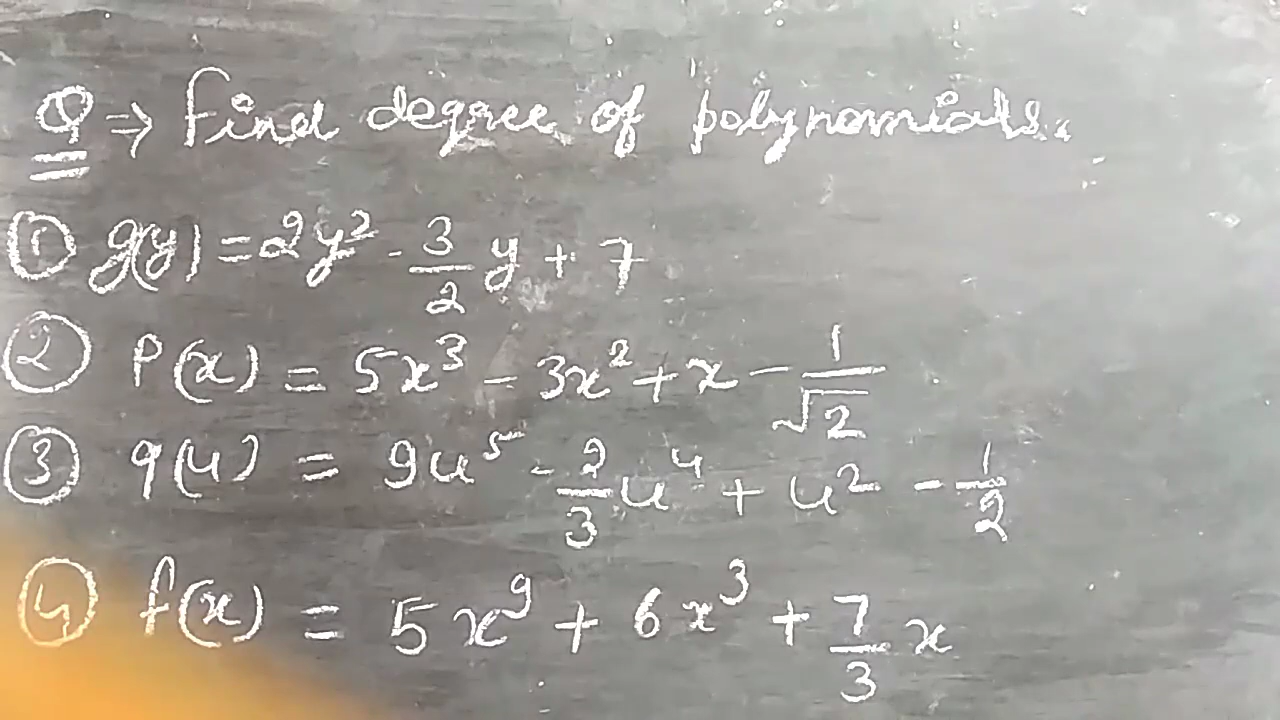 Q ⇒ find degree of polynomials.
① g(y) = 2y² - 3/2 y + 7
② P(x) = 5x³ - 3x² + x - 1/√2
③ q(u) = 9u⁵ - 2/3 u⁴ + u² - 1/2
④ f(x) = 5x⁹ + 6x³ + 7/3 x